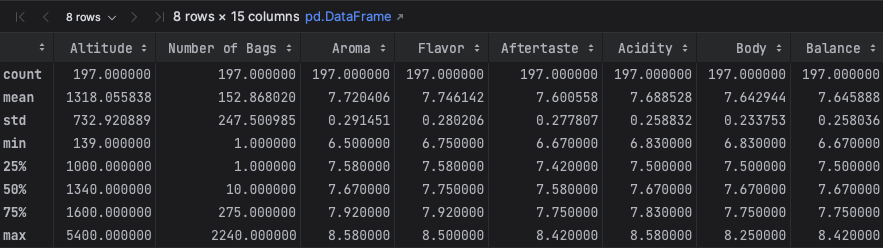 8 rows 8 rows × 15 columns pd.DataFrame
Altitude Number of Bags Aroma Flavor Aftertaste Acidity Body Balance
count 197.000000 197.000000 197.000000 197.000000 197.000000 197.000000 197.000000 197.000000
mean 1318.055838 152.868020 7.720406 7.746142 7.600558 7.688528 7.642944 7.645888
std 732.920889 247.500985 0.291451 0.280206 0.277807 0.258832 0.233753 0.258036
min 139.000000 1.000000 6.500000 6.750000 6.670000 6.830000 6.830000 6.670000
25% 1000.000000 1.000000 7.580000 7.580000 7.420000 7.500000 7.500000 7.500000
50% 1340.000000 10.000000 7.670000 7.750000 7.580000 7.670000 7.670000 7.670000
75% 1600.000000 275.000000 7.920000 7.920000 7.750000 7.830000 7.750000 7.750000
max 5400.000000 2240.000000 8.580000 8.500000 8.420000 8.580000 8.250000 8.420000